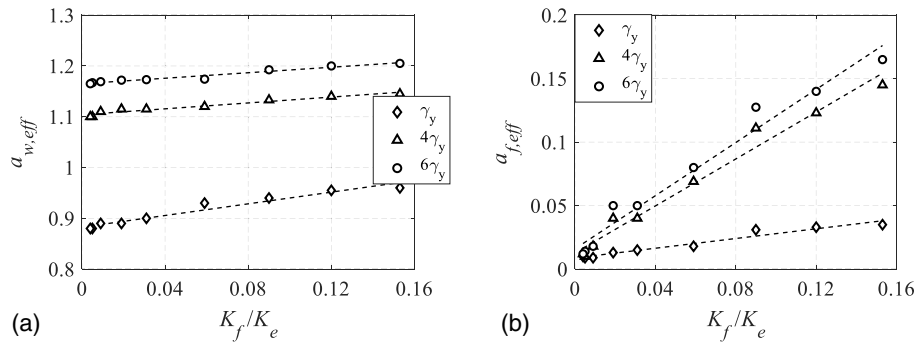 1.3
1.2
1.1
1
0.9
0.8
a_{w,eff}
0
0.04
0.08
0.12
0.16
K_f/K_e
γ_y
4γ_y
6γ_y
(a)
0.2
0.15
0.1
0.05
0
a_{f,eff}
0
0.04
0.08
0.12
0.16
K_f/K_e
γ_y
4γ_y
6γ_y
(b)